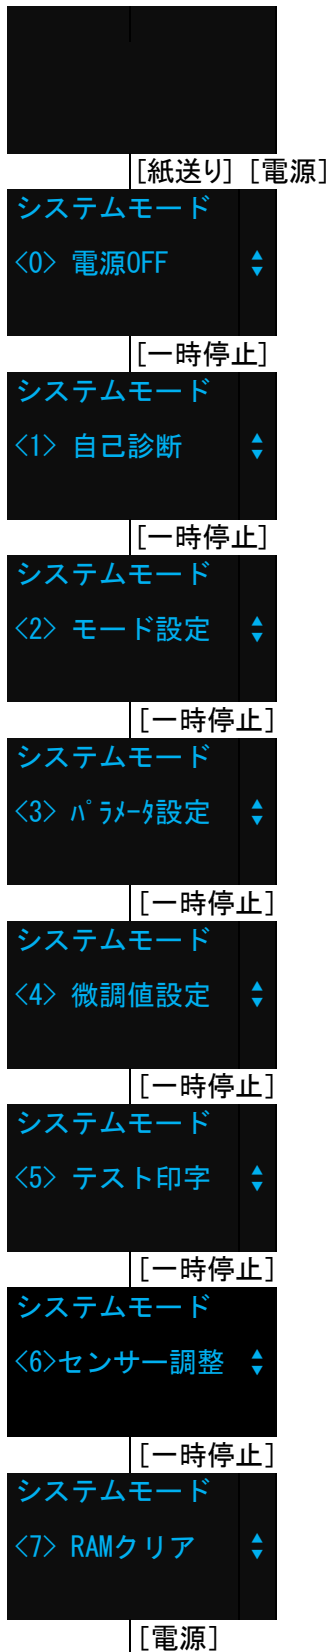 [紙送り] [電源]
システムモード
<0> 電源OFF
[一時停止]
システムモード
<1> 自己診断
[一時停止]
システムモード
<2> モード設定
[一時停止]
システムモード
<3> パラメータ設定
[一時停止]
システムモード
<4> 微調値設定
[一時停止]
システムモード
<5> テスト印字
[一時停止]
システムモード
<6>センサー調整
[一時停止]
システムモード
<7> RAMクリア
[電源]